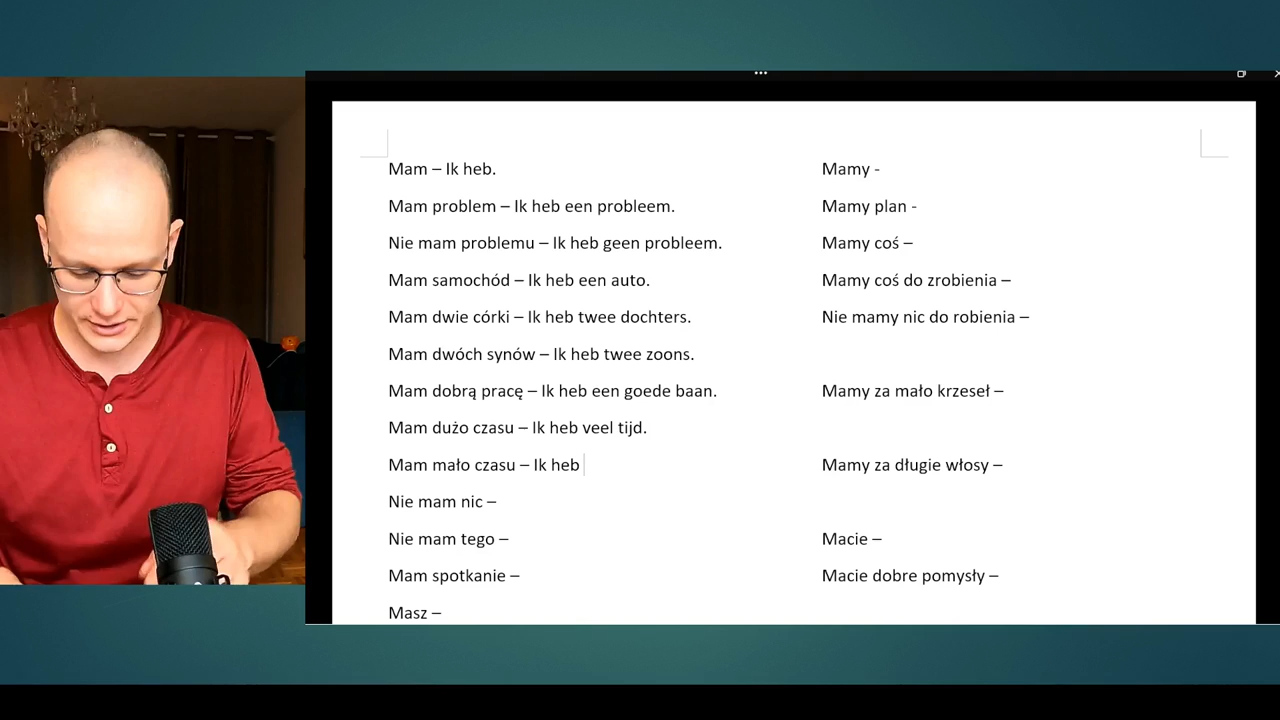 Mam – Ik heb.
Mam problem – Ik heb een probleem.
Nie mam problemu – Ik heb geen probleem.
Mam samochód – Ik heb een auto.
Mam dwie córki – Ik heb twee dochters.
Mam dwóch synów – Ik heb twee zoons.
Mam dobrą pracę – Ik heb een goede baan.
Mam dużo czasu – Ik heb veel tijd.
Mam mało czasu – Ik heb
Nie mam nic –
Nie mam tego –
Mam spotkanie –
Masz –
Mamy -
Mamy plan -
Mamy coś –
Mamy coś do zrobienia –
Nie mamy nic do robienia –
Mamy za mało krzeseł –
Mamy za długie włosy –
Macie –
Macie dobre pomysły –